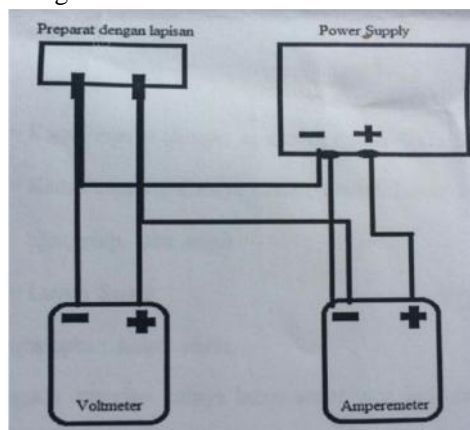 Preparat dengan lapisan
Power Supply
− +
− +
Voltmeter
− +
Amperemeter